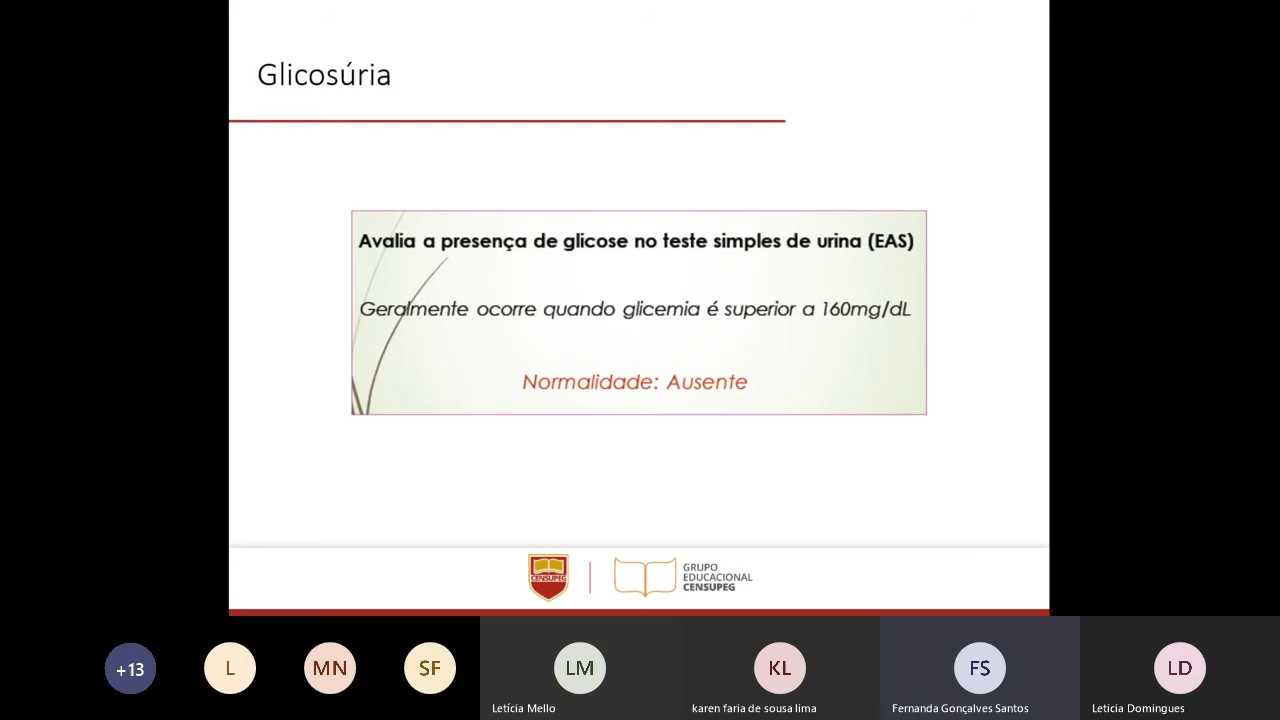 Glicosúria
Avalia a presença de glicose no teste simples de urina (EAS)
Geralmente ocorre quando glicemia é superior a 160mg/dL
Normalidade: Ausente
CENSUPEG
GRUPO
EDUCACIONAL
CENSUPEG
+13
L
MN
SF
LM
KL
FS
LD
Letícia Mello
karen faria de sousa lima
Fernanda Gonçalves Santos
Leticia Domingues